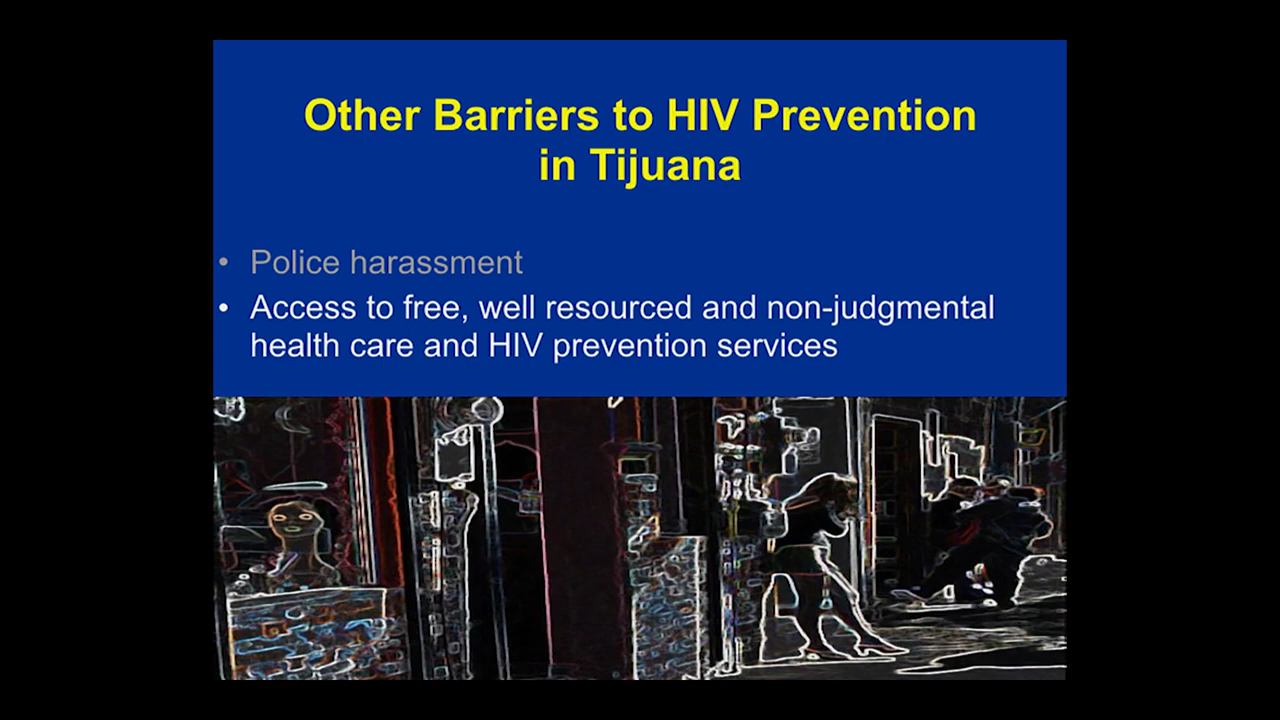 Other Barriers to HIV Prevention
in Tijuana
• Police harassment
• Access to free, well resourced and non-judgmental
health care and HIV prevention services